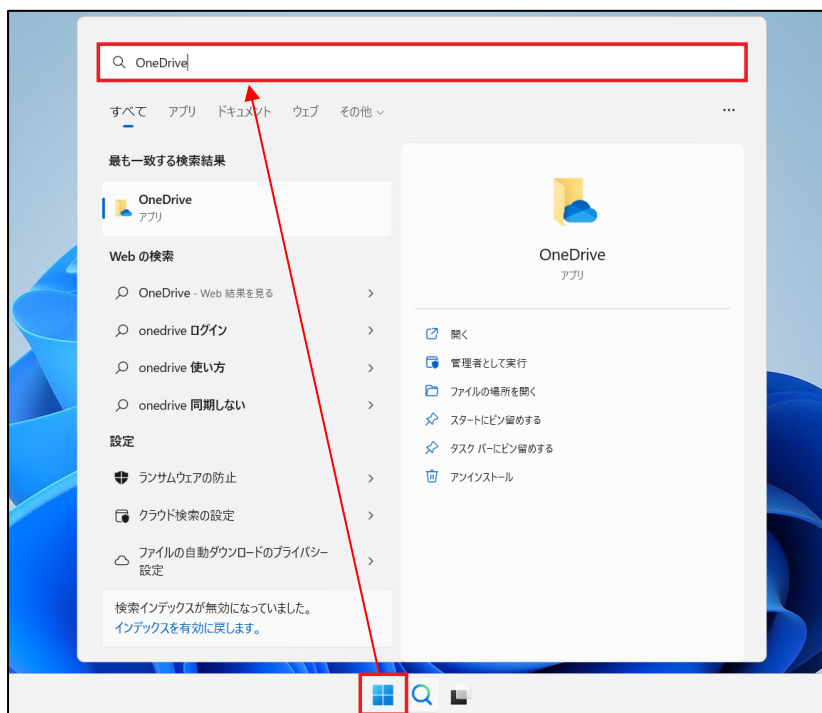 OneDrive
すべて アプリ ドキュメント ウェブ その他
最も一致する検索結果
OneDrive
アプリ
Web の検索
OneDrive - Web 結果を見る
onedrive ログイン
onedrive 使い方
onedrive 同期しない
設定
ランサムウェアの防止
クラウド検索の設定
ファイルの自動ダウンロードのプライバシー
設定
検索インデックスが無効になっていました。
インデックスを有効に戻します。
OneDrive
アプリ
開く
管理者として実行
ファイルの場所を開く
スタートにピン留めする
タスク バーにピン留めする
アンインストール